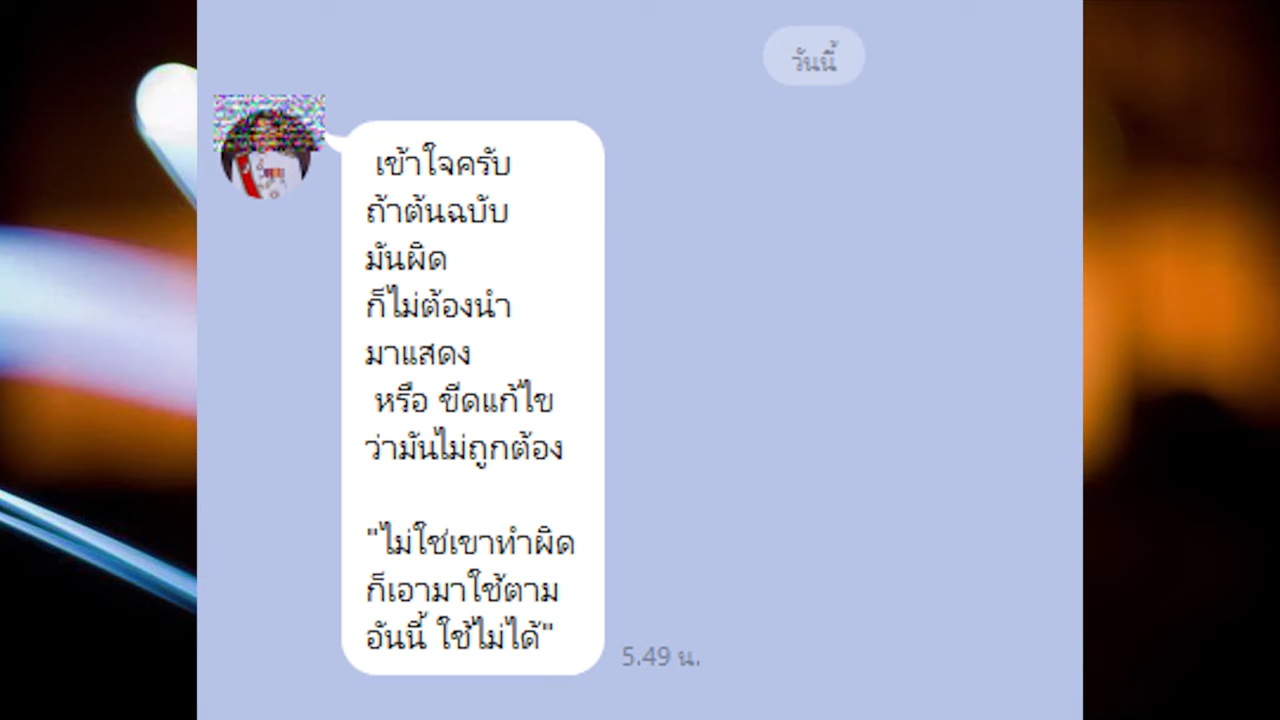 วันนี้
เข้าใจครับ
ถ้าต้นฉบับ
มันผิด
ก็ไม่ต้องนำ
มาแสดง
หรือ ขีดแก้ไข
ว่ามันไม่ถูกต้อง
"ไม่ใช่เขาทำผิด
ก็เอามาใช้ตาม
อันนี้ ใช้ไม่ได้"
5.49 น.